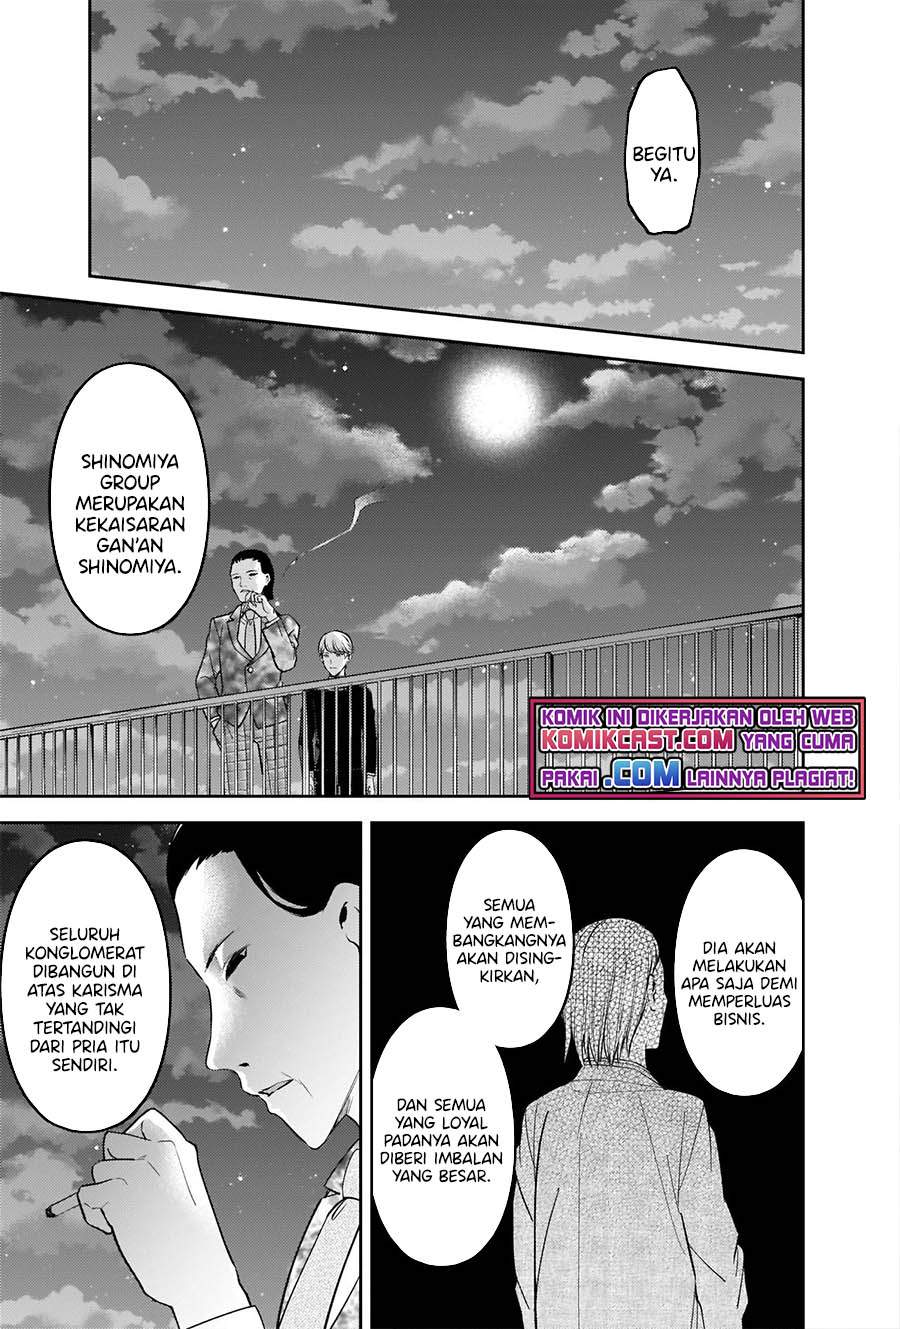 BEGITU
YA.
SHINOMIYA
GROUP
MERUPAKAN
KEKAISARAN
GAN'AN
SHINOMIYA.
KOMIK INI DIKERJAKAN OLEH WEB
KOMIKCAST.COM YANG CUMA
PAKAI .COM LAINNYA PLAGIAT!
DIA AKAN
MELAKUKAN
APA SAJA DEMI
MEMPERLUAS
BISNIS.
SEMUA
YANG MEM-
BANGKANGNYA
AKAN DISING-
KIRKAN,
DAN SEMUA
YANG LOYAL
PADANYA AKAN
DIBERI IMBALAN
YANG BESAR.
SELURUH
KONGLOMERAT
DIBANGUN DI
ATAS KARISMA
YANG TAK
TERTANDINGI
DARI PRIA ITU
SENDIRI.